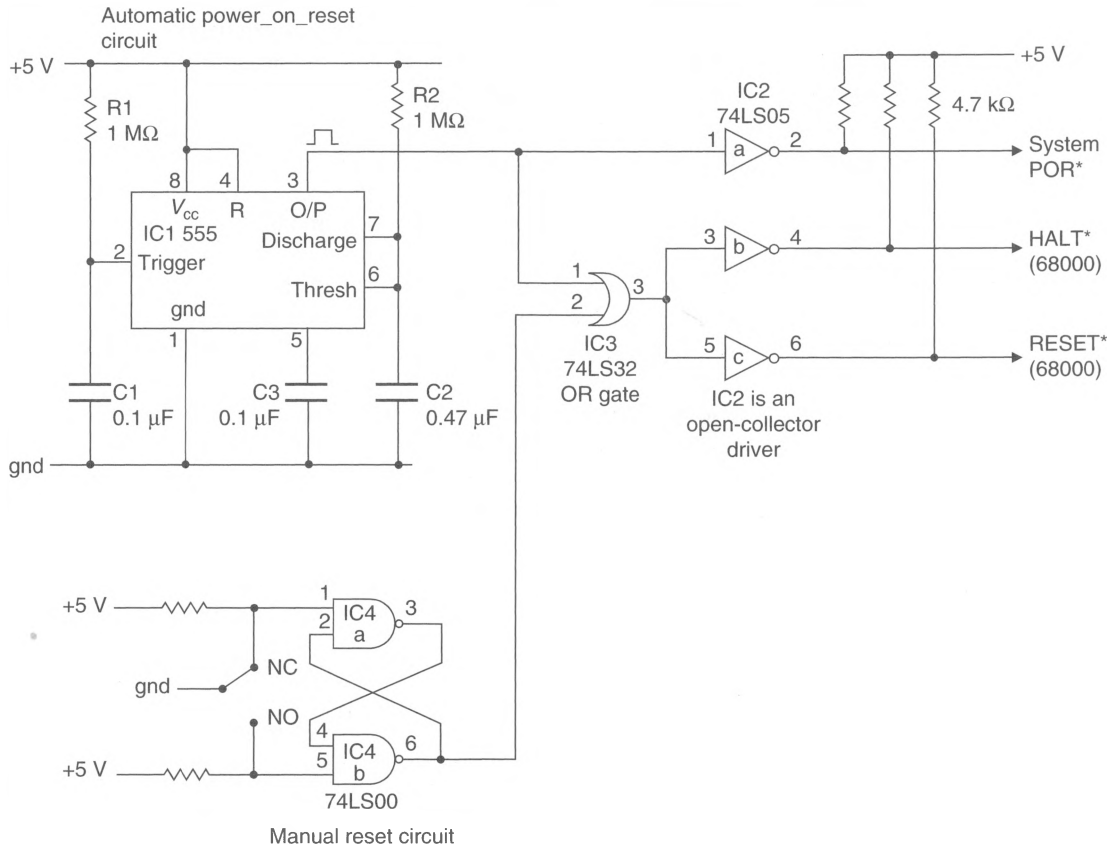 Automatic power_on_reset
circuit
+5 V
+5 V
R1
1 MΩ
R2
1 MΩ
IC2
74LS05
4.7 kΩ
1
a
2
System
POR*
8
4
3
Vcc
R
O/P
IC1 555
7
Discharge
2
Trigger
6
Thresh
gnd
1
5
3
b
4
HALT*
(68000)
1
2
3
IC3
74LS32
OR gate
5
c
6
RESET*
(68000)
IC2 is an
open-collector
driver
C1
0.1 µF
C3
0.1 µF
C2
0.47 µF
gnd
+5 V
1
2
IC4
a
3
NC
gnd
NO
4
5
IC4
b
6
+5 V
74LS00
Manual reset circuit